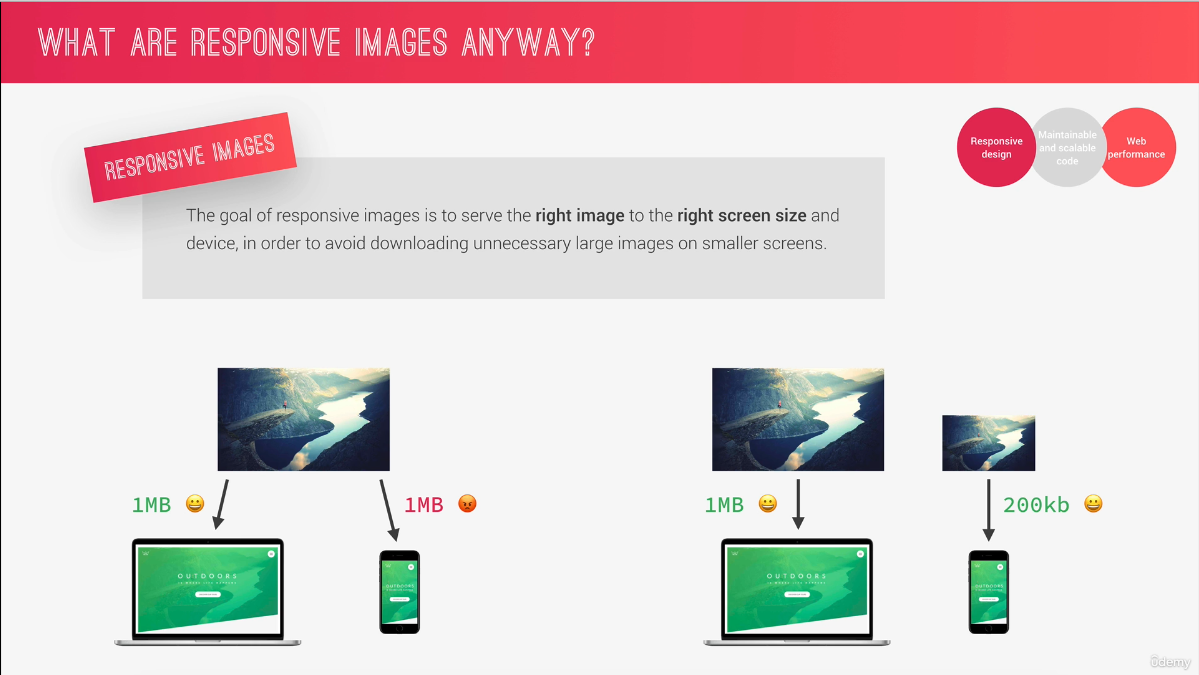 WHAT ARE RESPONSIVE IMAGES ANYWAY?
RESPONSIVE IMAGES
Responsive
design
Maintainable
and scalable
code
Web
performance
The goal of responsive images is to serve the right image to the right screen size and
device, in order to avoid downloading unnecessary large images on smaller screens.
1MB
1MB
1MB
200kb
OUTDOORS
OUTDOORS
OUTDOORS
OUTDOORS
ûdemy